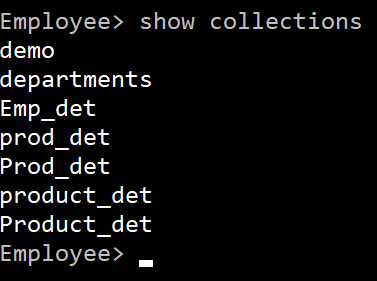 Employee> show collections
demo
departments
Emp_det
prod_det
Prod_det
product_det
Product_det
Employee>